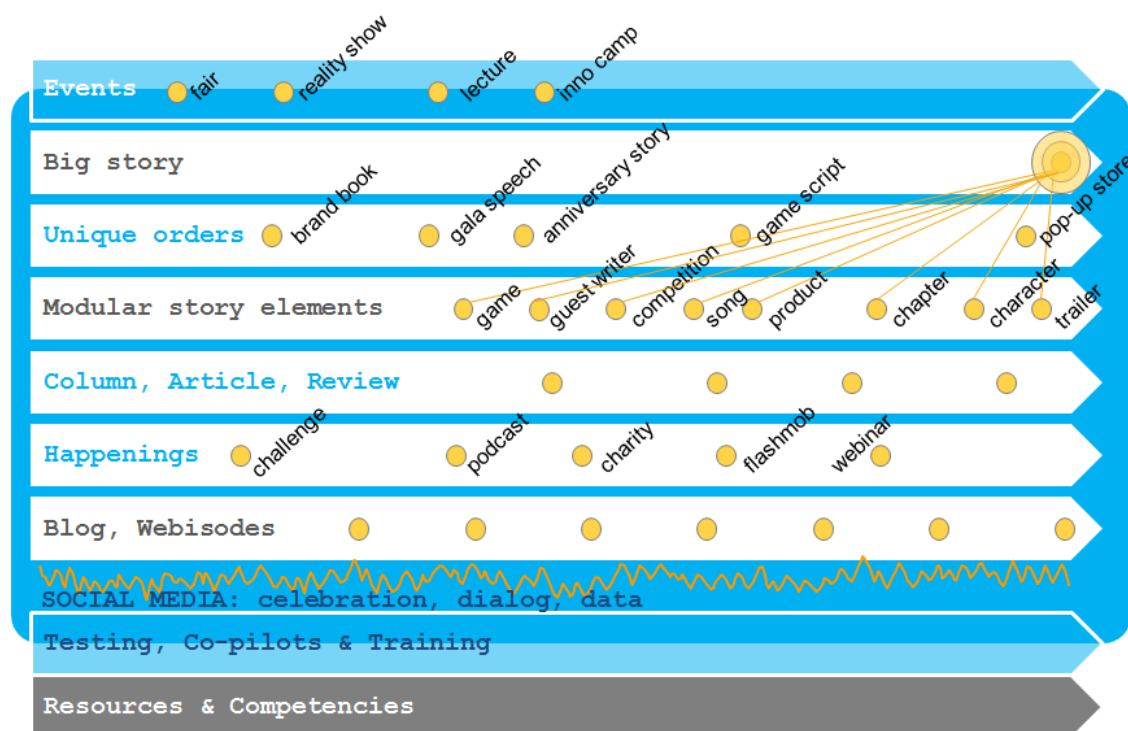 Events
fair
reality show
lecture
inno camp
Big story
Unique orders
brand book
gala speech
anniversary story
game script
pop-up store
Modular story elements
game
guest writer
competition
song
product
chapter
character
trailer
Column, Article, Review
Happenings
challenge
podcast
charity
flashmob
webinar
Blog, Webisodes
SOCIAL MEDIA: celebration, dialog, data
Testing, Co-pilots & Training
Resources & Competencies